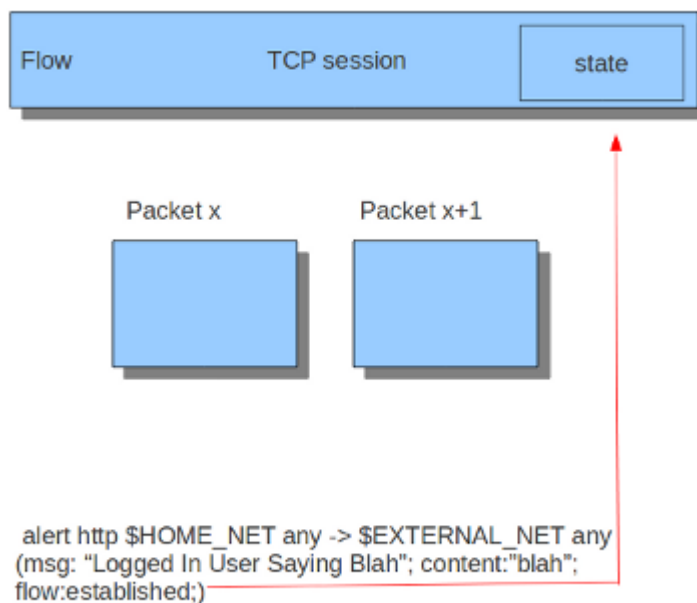 Flow TCP session state
Packet x Packet x+1
alert http $HOME_NET any -> $EXTERNAL_NET any
(msg: “Logged In User Saying Blah"; content:"blah”;
flow:established;)